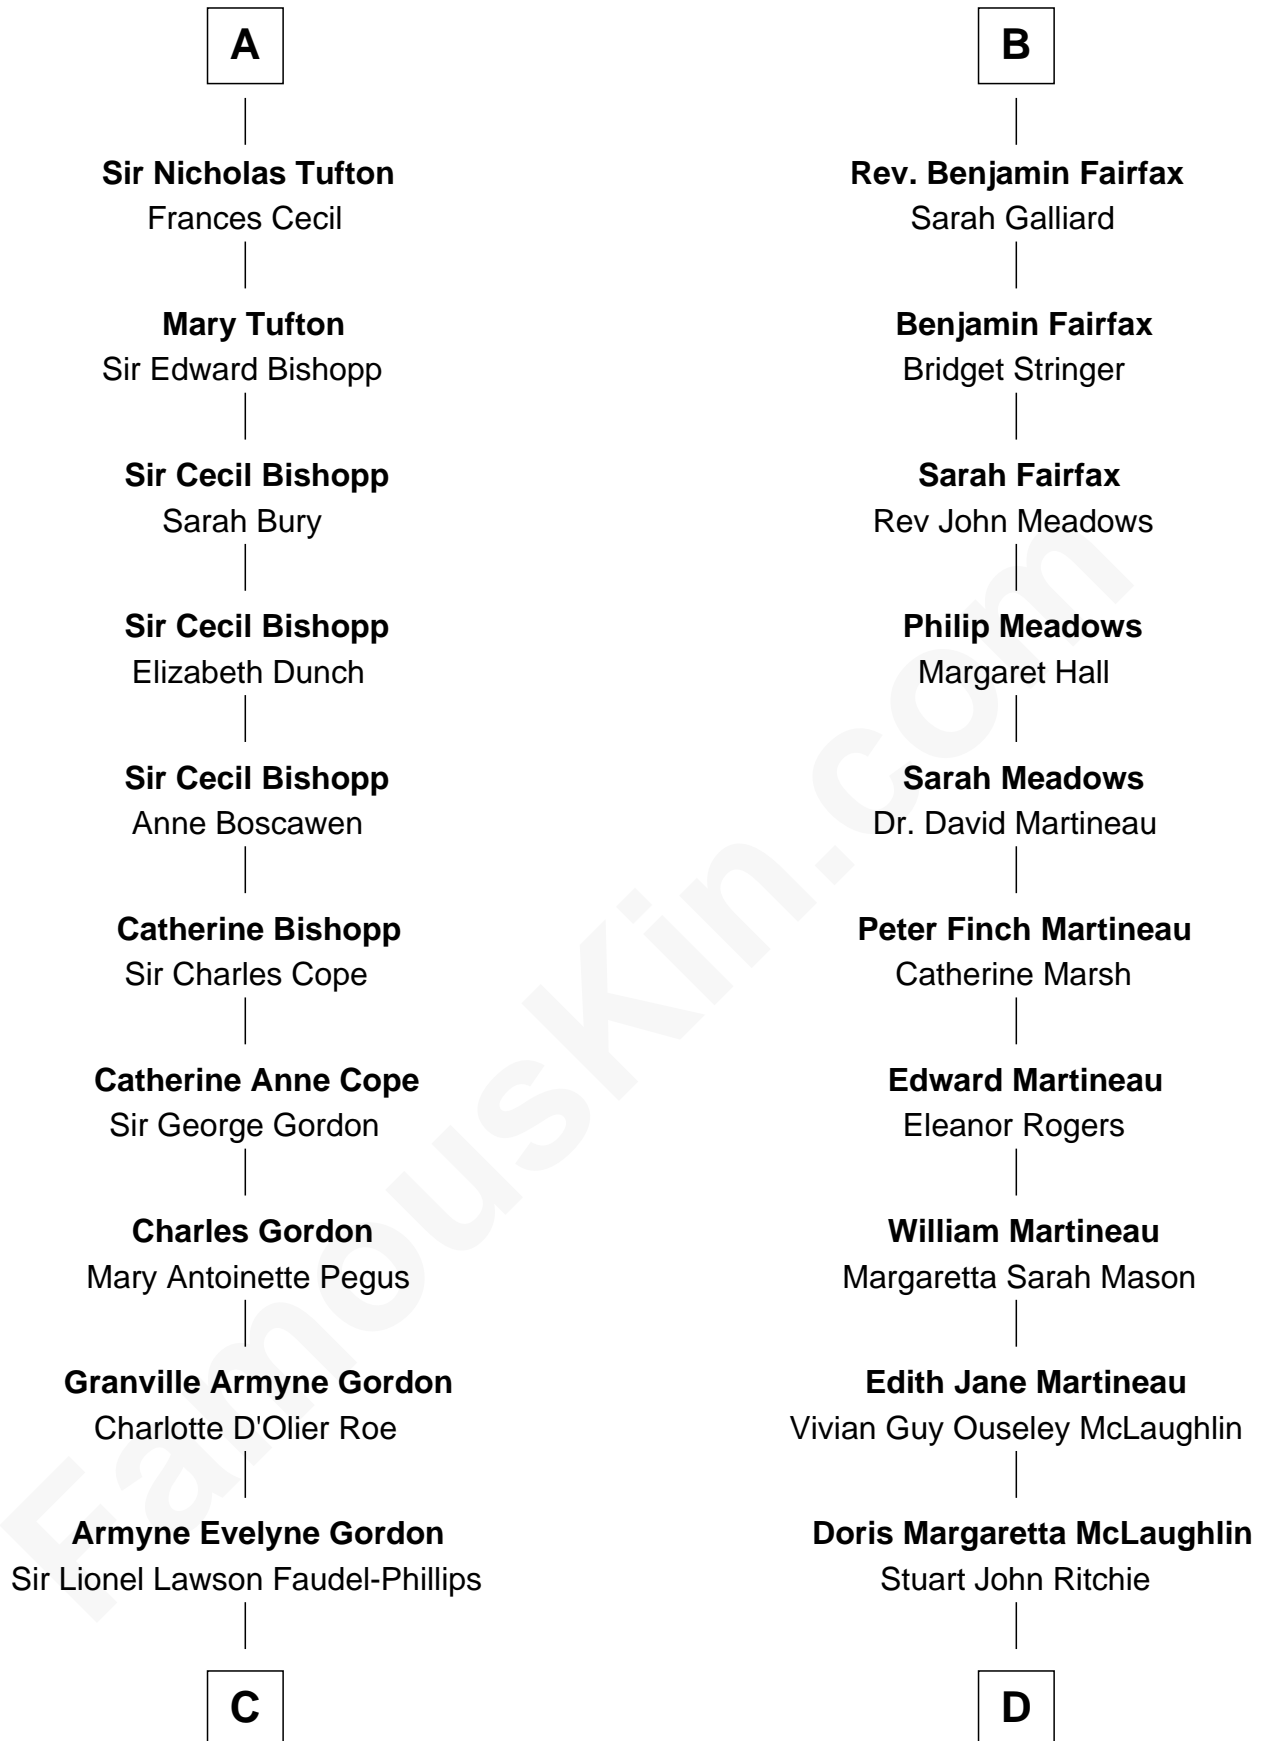 A
Sir Nicholas Tufton
Frances Cecil
Mary Tufton
Sir Edward Bishopp
Sir Cecil Bishopp
Sarah Bury
Sir Cecil Bishopp
Elizabeth Dunch
Sir Cecil Bishopp
Anne Boscawen
Catherine Bishopp
Sir Charles Cope
Catherine Anne Cope
Sir George Gordon
Charles Gordon
Mary Antoinette Pegus
Granville Armyne Gordon
Charlotte D'Olier Roe
Armyne Evelyne Gordon
Sir Lionel Lawson Faudel-Phillips
C
B
Rev. Benjamin Fairfax
Sarah Galliard
Benjamin Fairfax
Bridget Stringer
Sarah Fairfax
Rev John Meadows
Philip Meadows
Margaret Hall
Sarah Meadows
Dr. David Martineau
Peter Finch Martineau
Catherine Marsh
Edward Martineau
Eleanor Rogers
William Martineau
Margaretta Sarah Mason
Edith Jane Martineau
Vivian Guy Ouseley McLaughlin
Doris Margaretta McLaughlin
Stuart John Ritchie
D
FamousKin.com